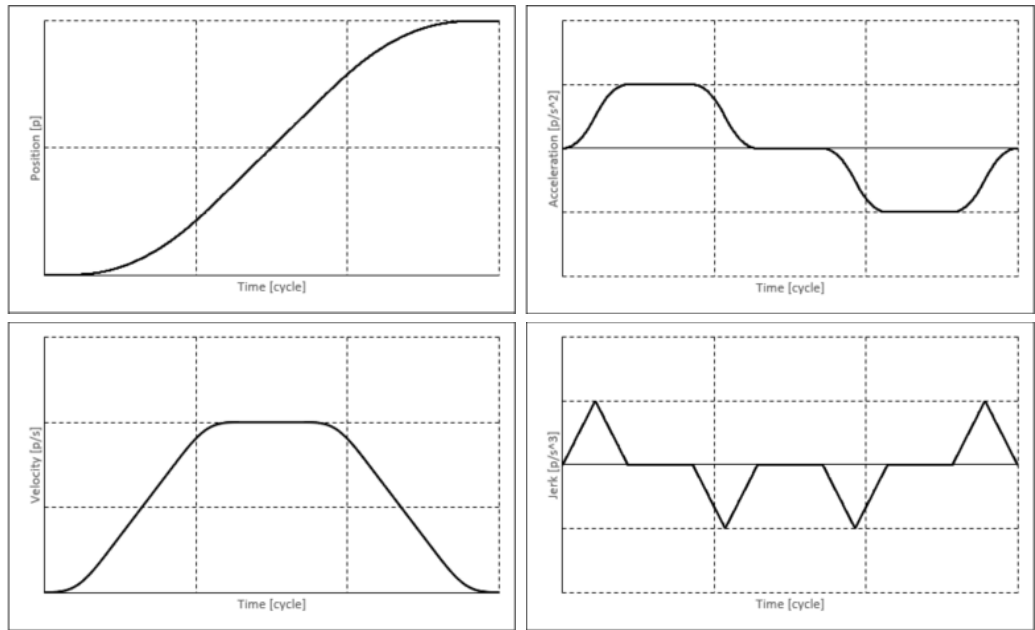 Position [p]
Time [cycle]
Acceleration [p/s^2]
Time [cycle]
Velocity [p/s]
Time [cycle]
Jerk [p/s^3]
Time [cycle]